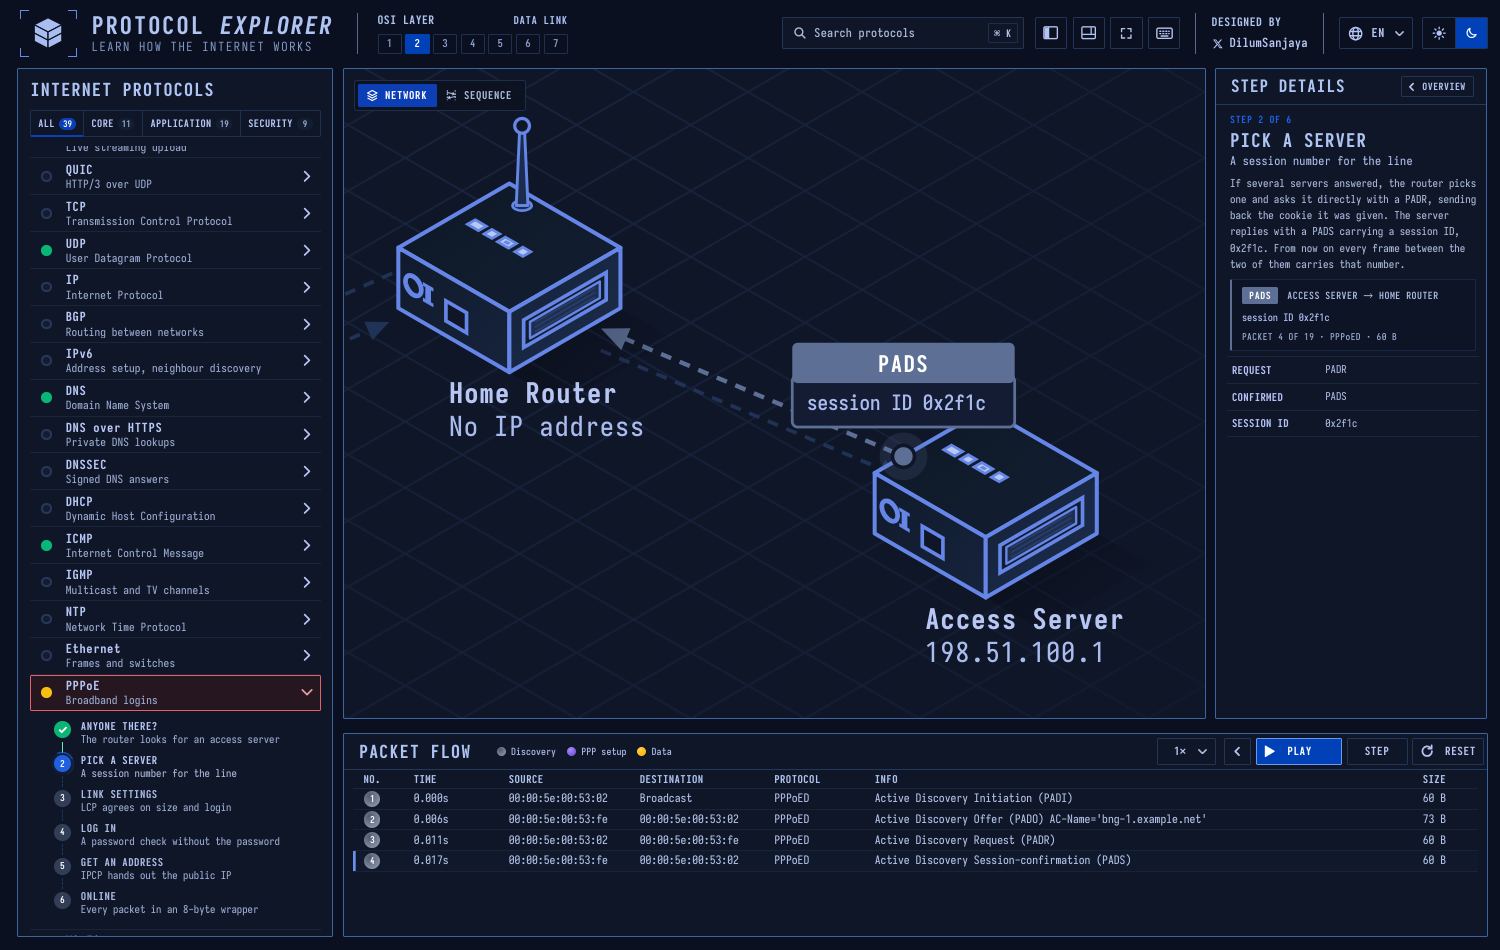 PROTOCOL EXPLORER
LEARN HOW THE INTERNET WORKS
OSI LAYER DATA LINK
1 2 3 4 5 6 7
Search protocols ⌘ K
DESIGNED BY
DilumSanjaya
EN
INTERNET PROTOCOLS
ALL 39 CORE 11 APPLICATION 19 SECURITY 9
Live streaming upload
QUIC
HTTP/3 over UDP
TCP
Transmission Control Protocol
UDP
User Datagram Protocol
IP
Internet Protocol
BGP
Routing between networks
IPv6
Address setup, neighbour discovery
DNS
Domain Name System
DNS over HTTPS
Private DNS lookups
DNSSEC
Signed DNS answers
DHCP
Dynamic Host Configuration
ICMP
Internet Control Message
IGMP
Multicast and TV channels
NTP
Network Time Protocol
Ethernet
Frames and switches
PPPoE
Broadband logins
ANYONE THERE?
The router looks for an access server
2 PICK A SERVER
A session number for the line
3 LINK SETTINGS
LCP agrees on size and login
4 LOG IN
A password check without the password
5 GET AN ADDRESS
IPCP hands out the public IP
6 ONLINE
Every packet in an 8-byte wrapper
NETWORK SEQUENCE
Home Router
No IP address
PADS
session ID 0x2f1c
Access Server
198.51.100.1
STEP DETAILS OVERVIEW
STEP 2 OF 6
PICK A SERVER
A session number for the line
If several servers answered, the router picks
one and asks it directly with a PADR, sending
back the cookie it was given. The server
replies with a PADS carrying a session ID,
0x2f1c. From now on every frame between the
two of them carries that number.
PADS ACCESS SERVER → HOME ROUTER
session ID 0x2f1c
PACKET 4 OF 19 · PPPoED · 60 B
REQUEST PADR
CONFIRMED PADS
SESSION ID 0x2f1c
PACKET FLOW Discovery PPP setup Data 1× PLAY STEP RESET
NO. TIME SOURCE DESTINATION PROTOCOL INFO SIZE
1 0.000s 00:00:5e:00:53:02 Broadcast PPPoED Active Discovery Initiation (PADI) 60 B
2 0.006s 00:00:5e:00:53:fe 00:00:5e:00:53:02 PPPoED Active Discovery Offer (PADO) AC-Name='bng-1.example.net' 73 B
3 0.011s 00:00:5e:00:53:02 00:00:5e:00:53:fe PPPoED Active Discovery Request (PADR) 60 B
4 0.017s 00:00:5e:00:53:fe 00:00:5e:00:53:02 PPPoED Active Discovery Session-confirmation (PADS) 60 B